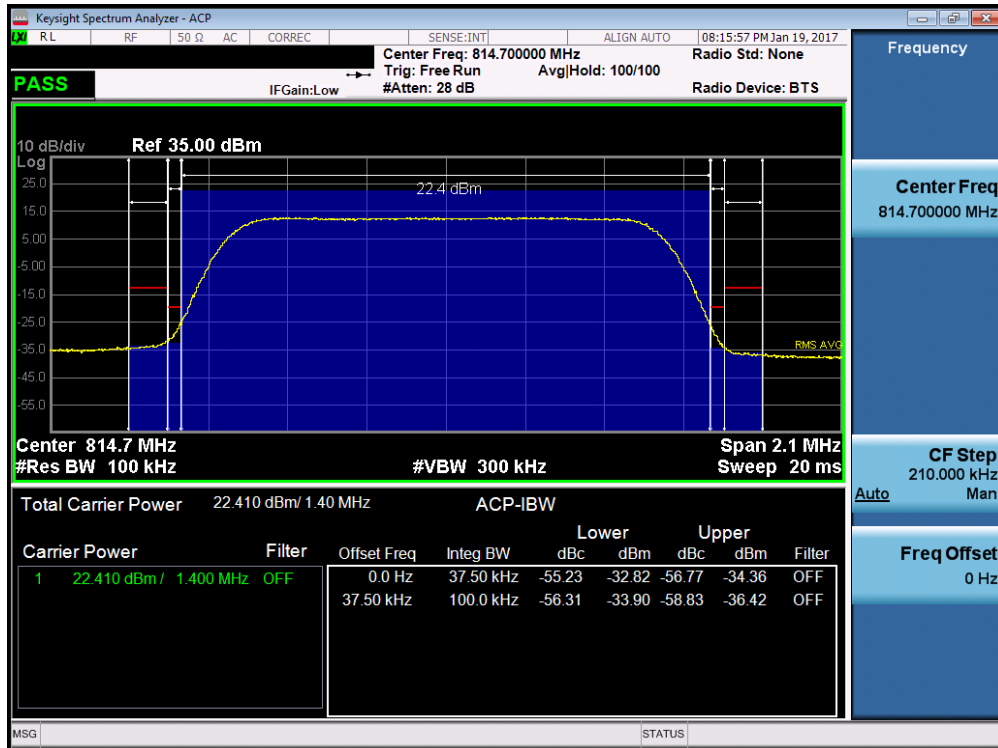 Keysight Spectrum Analyzer - ACP
LXI RL RF 50 Ω AC CORREC SENSE:INT ALIGN AUTO 08:15:57 PM Jan 19, 2017
Center Freq: 814.700000 MHz Radio Std: None
Trig: Free Run Avg|Hold: 100/100
PASS IFGain:Low #Atten: 28 dB Radio Device: BTS
Frequency
10 dB/div Ref 35.00 dBm
Log
25.0
15.0
5.00
-5.00
-15.0
-25.0
-35.0
-45.0
-55.0
22.4 dBm
RMS AVG
Center 814.7 MHz Span 2.1 MHz
#Res BW 100 kHz #VBW 300 kHz Sweep 20 ms
Total Carrier Power 22.410 dBm/ 1.40 MHz ACP-IBW
Lower Upper
Carrier Power Filter Offset Freq Integ BW dBc dBm dBc dBm Filter
1 22.410 dBm / 1.400 MHz OFF 0.0 Hz 37.50 kHz -55.23 -32.82 -56.77 -34.36 OFF
37.50 kHz 100.0 kHz -56.31 -33.90 -58.83 -36.42 OFF
Center Freq
814.700000 MHz
CF Step
210.000 kHz
Auto Man
Freq Offset
0 Hz
MSG STATUS